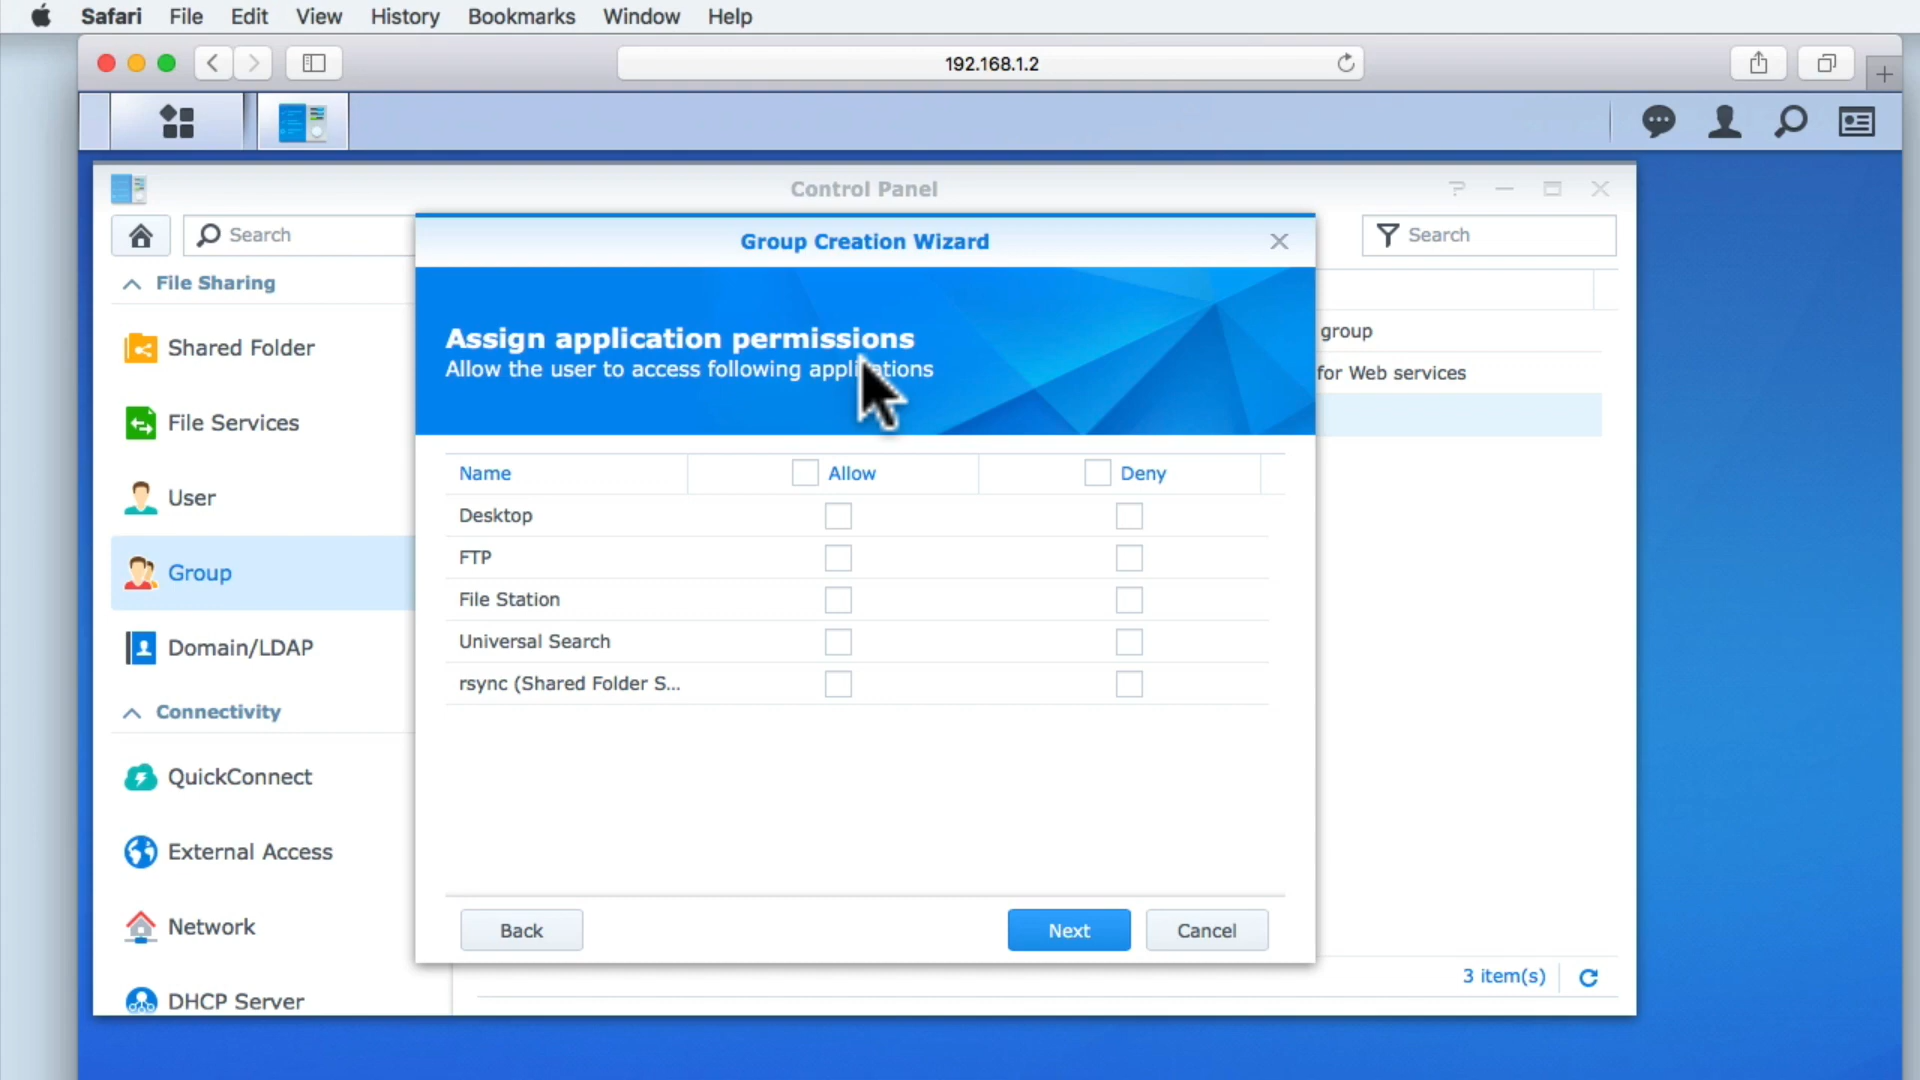 Safari File Edit View History Bookmarks Window Help
192.168.1.2
Control Panel
Search
Search
Group Creation Wizard
File Sharing
Shared Folder
File Services
User
Group
Domain/LDAP
Connectivity
QuickConnect
External Access
Network
DHCP Server
Assign application permissions
Allow the user to access following applications
Name Allow Deny
Desktop
FTP
File Station
Universal Search
rsync (Shared Folder S...
Back Next Cancel
group
for Web services
3 item(s)